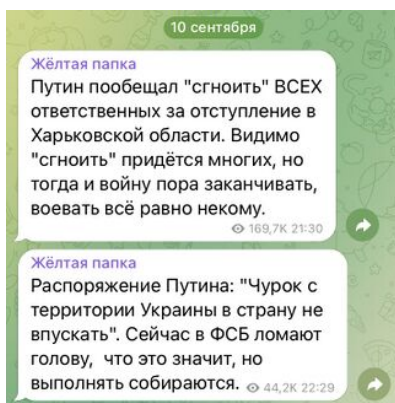 10 сентября
Жёлтая папка
Путин пообещал "сгноить" ВСЕХ
ответственных за отступление в
Харьковской области. Видимо
"сгноить" придётся многих, но
тогда и войну пора заканчивать,
воевать всё равно некому.
169,7K 21:30
Жёлтая папка
Распоряжение Путина: "Чурок с
территории Украины в страну не
впускать". Сейчас в ФСБ ломают
голову, что это значит, но
выполнять собираются. 44,2K 22:29